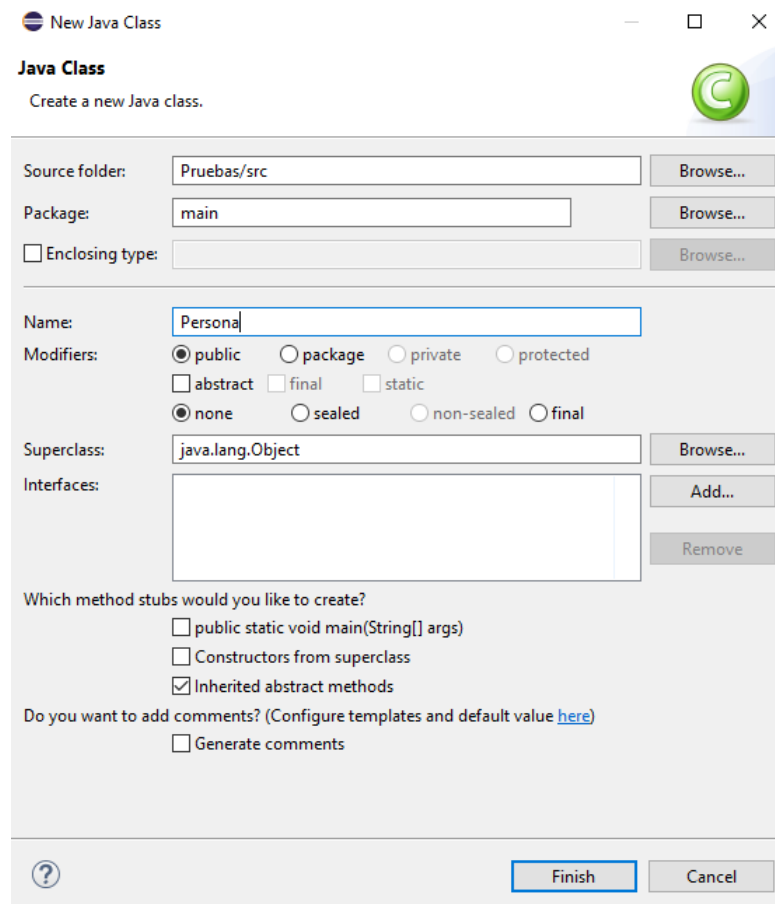 New Java Class
Java Class
Create a new Java class.
Source folder: Pruebas/src Browse...
Package: main Browse...
Enclosing type: Browse...
Name: Persona
Modifiers: public package private protected
abstract final static
none sealed non-sealed final
Superclass: java.lang.Object Browse...
Interfaces: Add...
Remove
Which method stubs would you like to create?
public static void main(String[] args)
Constructors from superclass
Inherited abstract methods
Do you want to add comments? (Configure templates and default value here)
Generate comments
? Finish Cancel